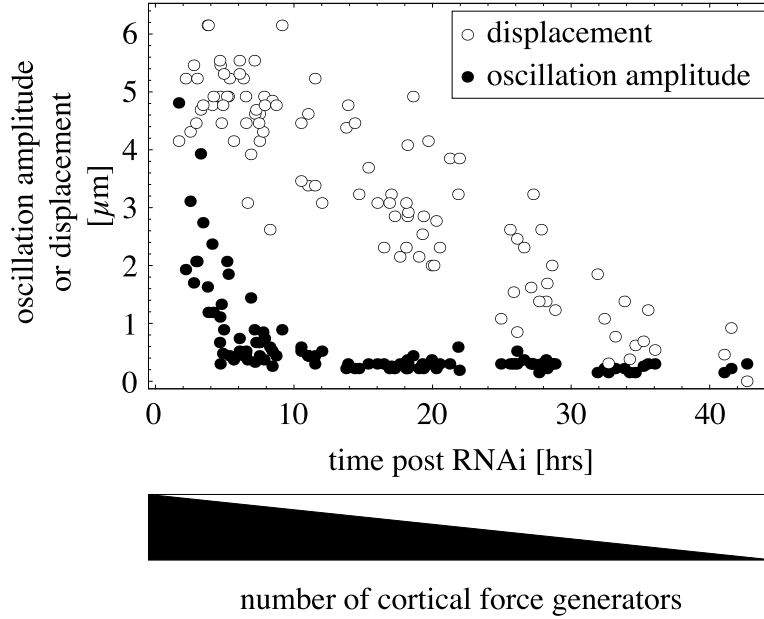 displacement
oscillation amplitude
oscillation amplitude
or displacement
[μm]
6
5
4
3
2
1
0
0 10 20 30 40
time post RNAi [hrs]
number of cortical force generators